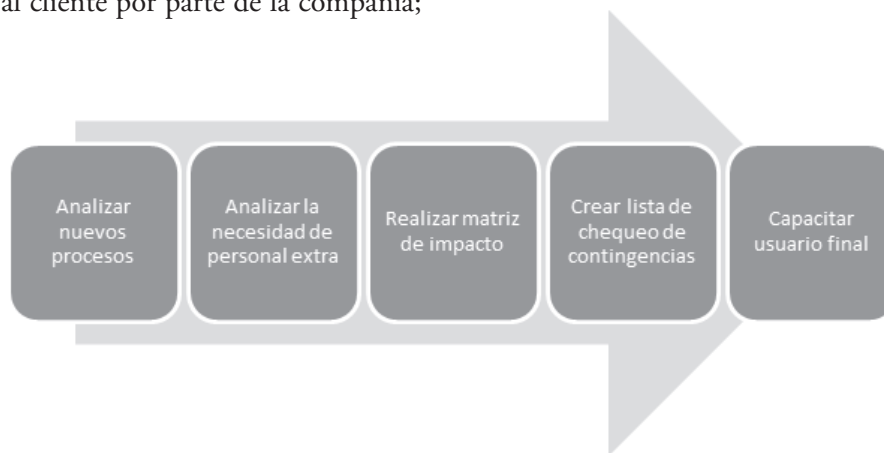 al cliente por parte de la compañía;
Analizar
nuevos
procesos
Analizar la
necesidad de
personal extra
Realizar matriz
de impacto
Crear lista de
chequeo de
contingencias
Capacitar
usuario final